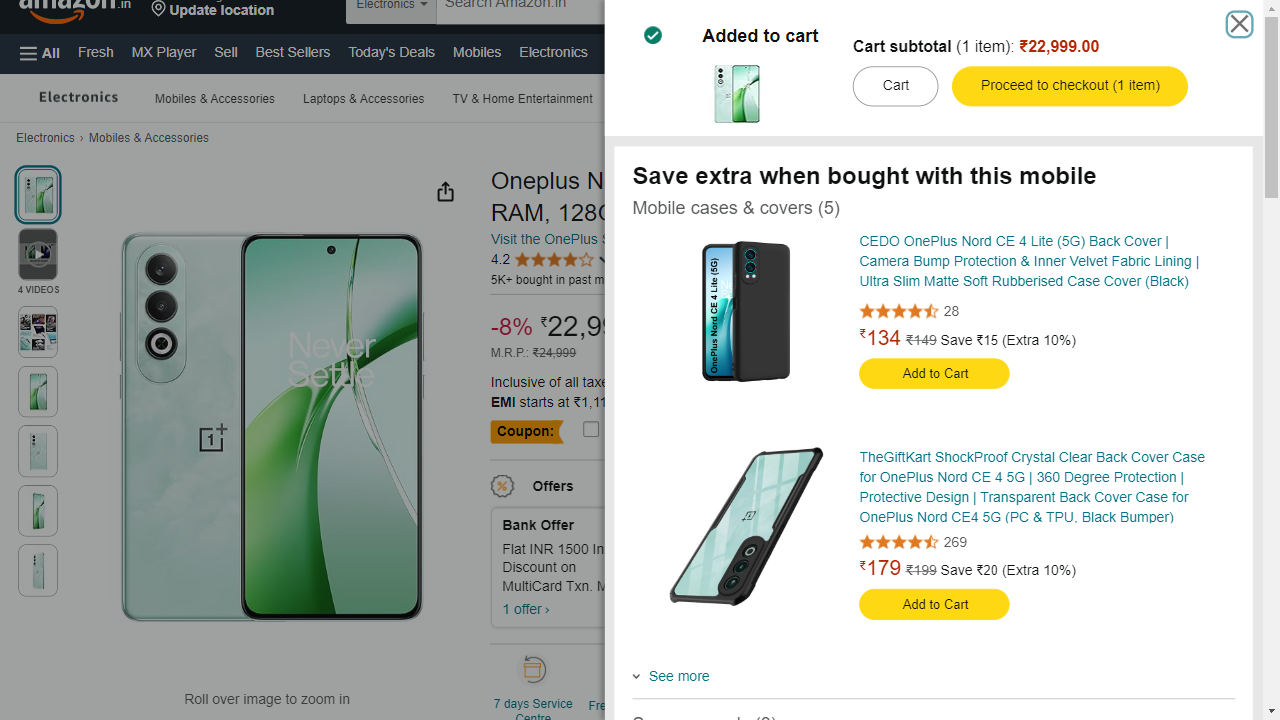 amazon.in
Update location
Electronics
Search Amazon.in
All
Fresh
MX Player
Sell
Best Sellers
Today's Deals
Mobiles
Electronics
Electronics
Mobiles & Accessories
Laptops & Accessories
TV & Home Entertainment
Electronics › Mobiles & Accessories
4 VIDEOS
Never
Settle
Roll over image to zoom in
Oneplus N
RAM, 128G
Visit the OnePlus S
4.2
5K+ bought in past m
-8% ₹22,99
M.R.P.: ₹24,999
Inclusive of all taxe
EMI starts at ₹1,11
Coupon:
Offers
Bank Offer
Flat INR 1500 In
Discount on
MultiCard Txn. M
1 offer ›
7 days Service
Centre
Fre
Added to cart
Cart subtotal (1 item): ₹22,999.00
Cart
Proceed to checkout (1 item)
Save extra when bought with this mobile
Mobile cases & covers (5)
OnePlus Nord CE 4 Lite (5G)
CEDO OnePlus Nord CE 4 Lite (5G) Back Cover |
Camera Bump Protection & Inner Velvet Fabric Lining |
Ultra Slim Matte Soft Rubberised Case Cover (Black)
28
₹134 ₹149 Save ₹15 (Extra 10%)
Add to Cart
TheGiftKart ShockProof Crystal Clear Back Cover Case
for OnePlus Nord CE 4 5G | 360 Degree Protection |
Protective Design | Transparent Back Cover Case for
OnePlus Nord CE4 5G (PC & TPU, Black Bumper)
269
₹179 ₹199 Save ₹20 (Extra 10%)
Add to Cart
See more